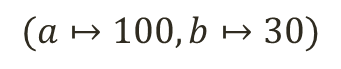 (a ↦ 100, b ↦ 30)